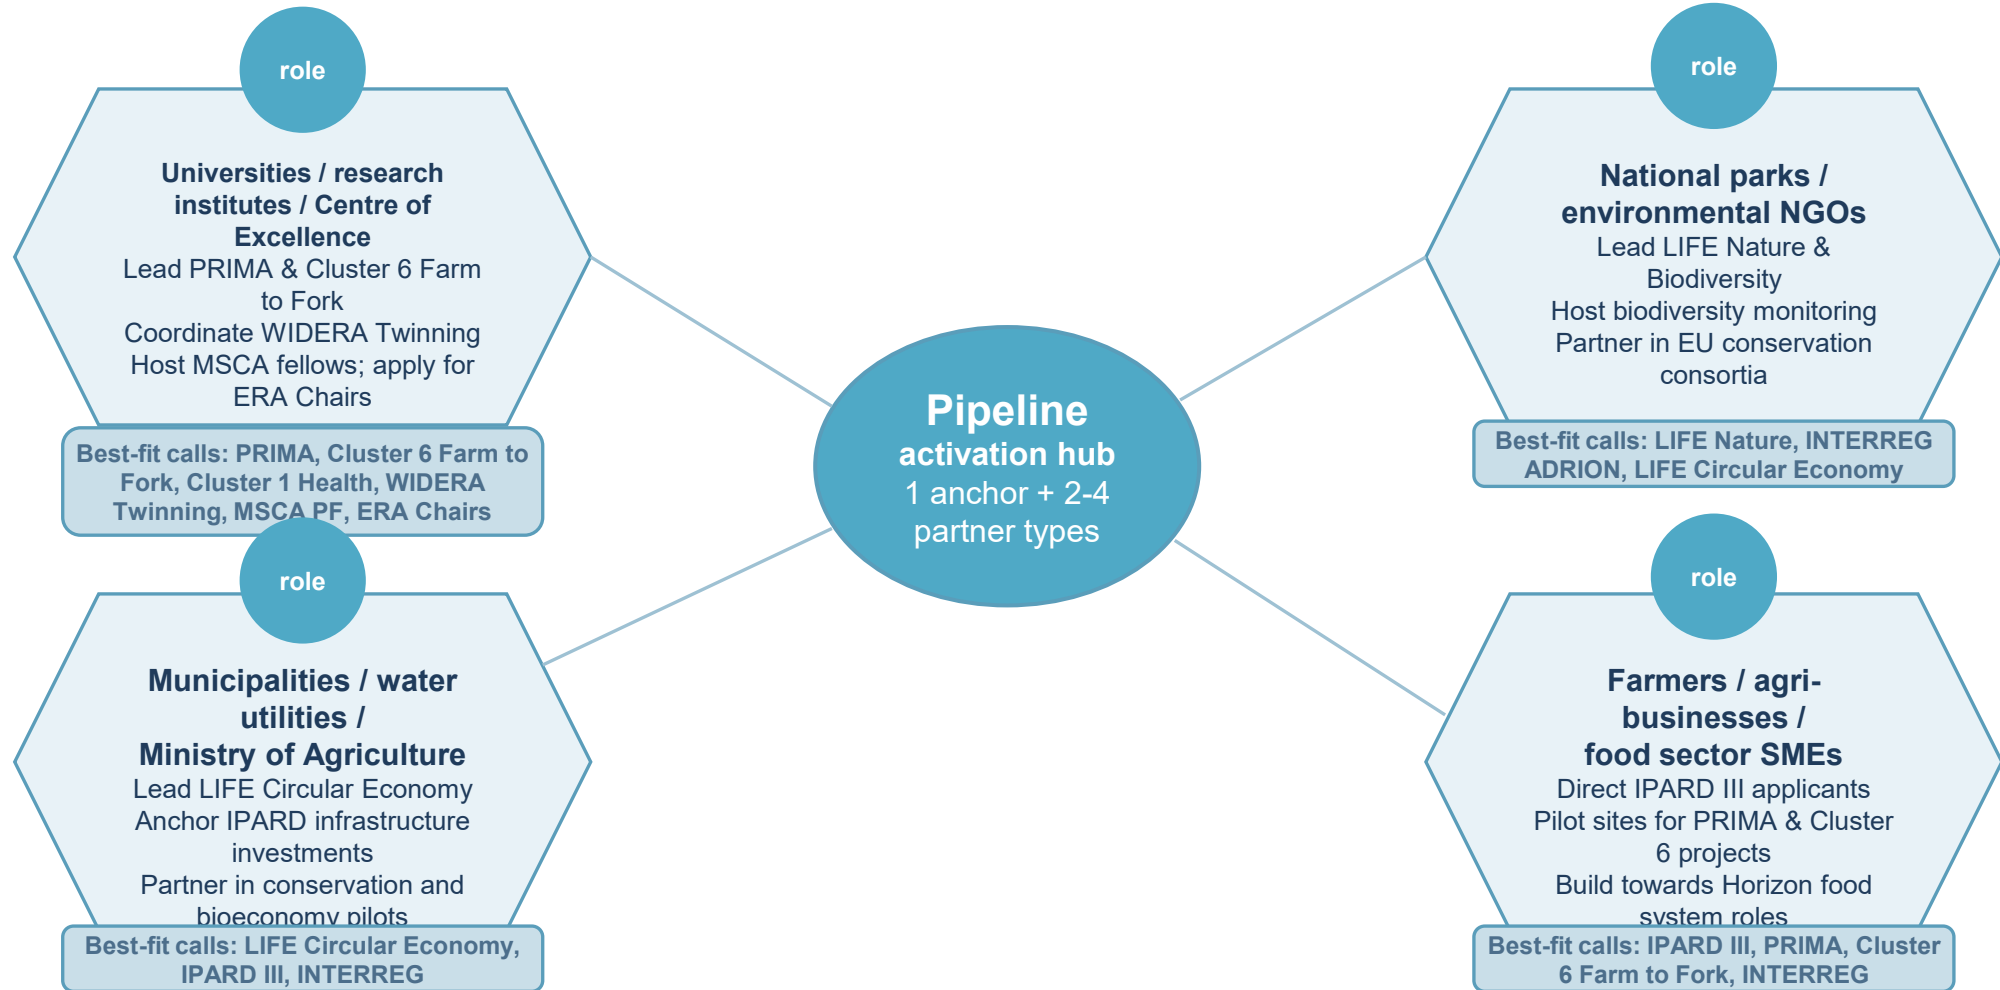 role
Universities / research
institutes / Centre of
Excellence
Lead PRIMA & Cluster 6 Farm
to Fork
Coordinate WIDERA Twinning
Host MSCA fellows; apply for
ERA Chairs
Best-fit calls: PRIMA, Cluster 6 Farm to
Fork, Cluster 1 Health, WIDERA
Twinning, MSCA PF, ERA Chairs
role
National parks /
environmental NGOs
Lead LIFE Nature &
Biodiversity
Host biodiversity monitoring
Partner in EU conservation
consortia
Best-fit calls: LIFE Nature, INTERREG
ADRION, LIFE Circular Economy
Pipeline
activation hub
1 anchor + 2-4
partner types
role
Municipalities / water
utilities /
Ministry of Agriculture
Lead LIFE Circular Economy
Anchor IPARD infrastructure
investments
Partner in conservation and
bioeconomy pilots
Best-fit calls: LIFE Circular Economy,
IPARD III, INTERREG
role
Farmers / agri-
businesses /
food sector SMEs
Direct IPARD III applicants
Pilot sites for PRIMA & Cluster
6 projects
Build towards Horizon food
system roles
Best-fit calls: IPARD III, PRIMA, Cluster
6 Farm to Fork, INTERREG